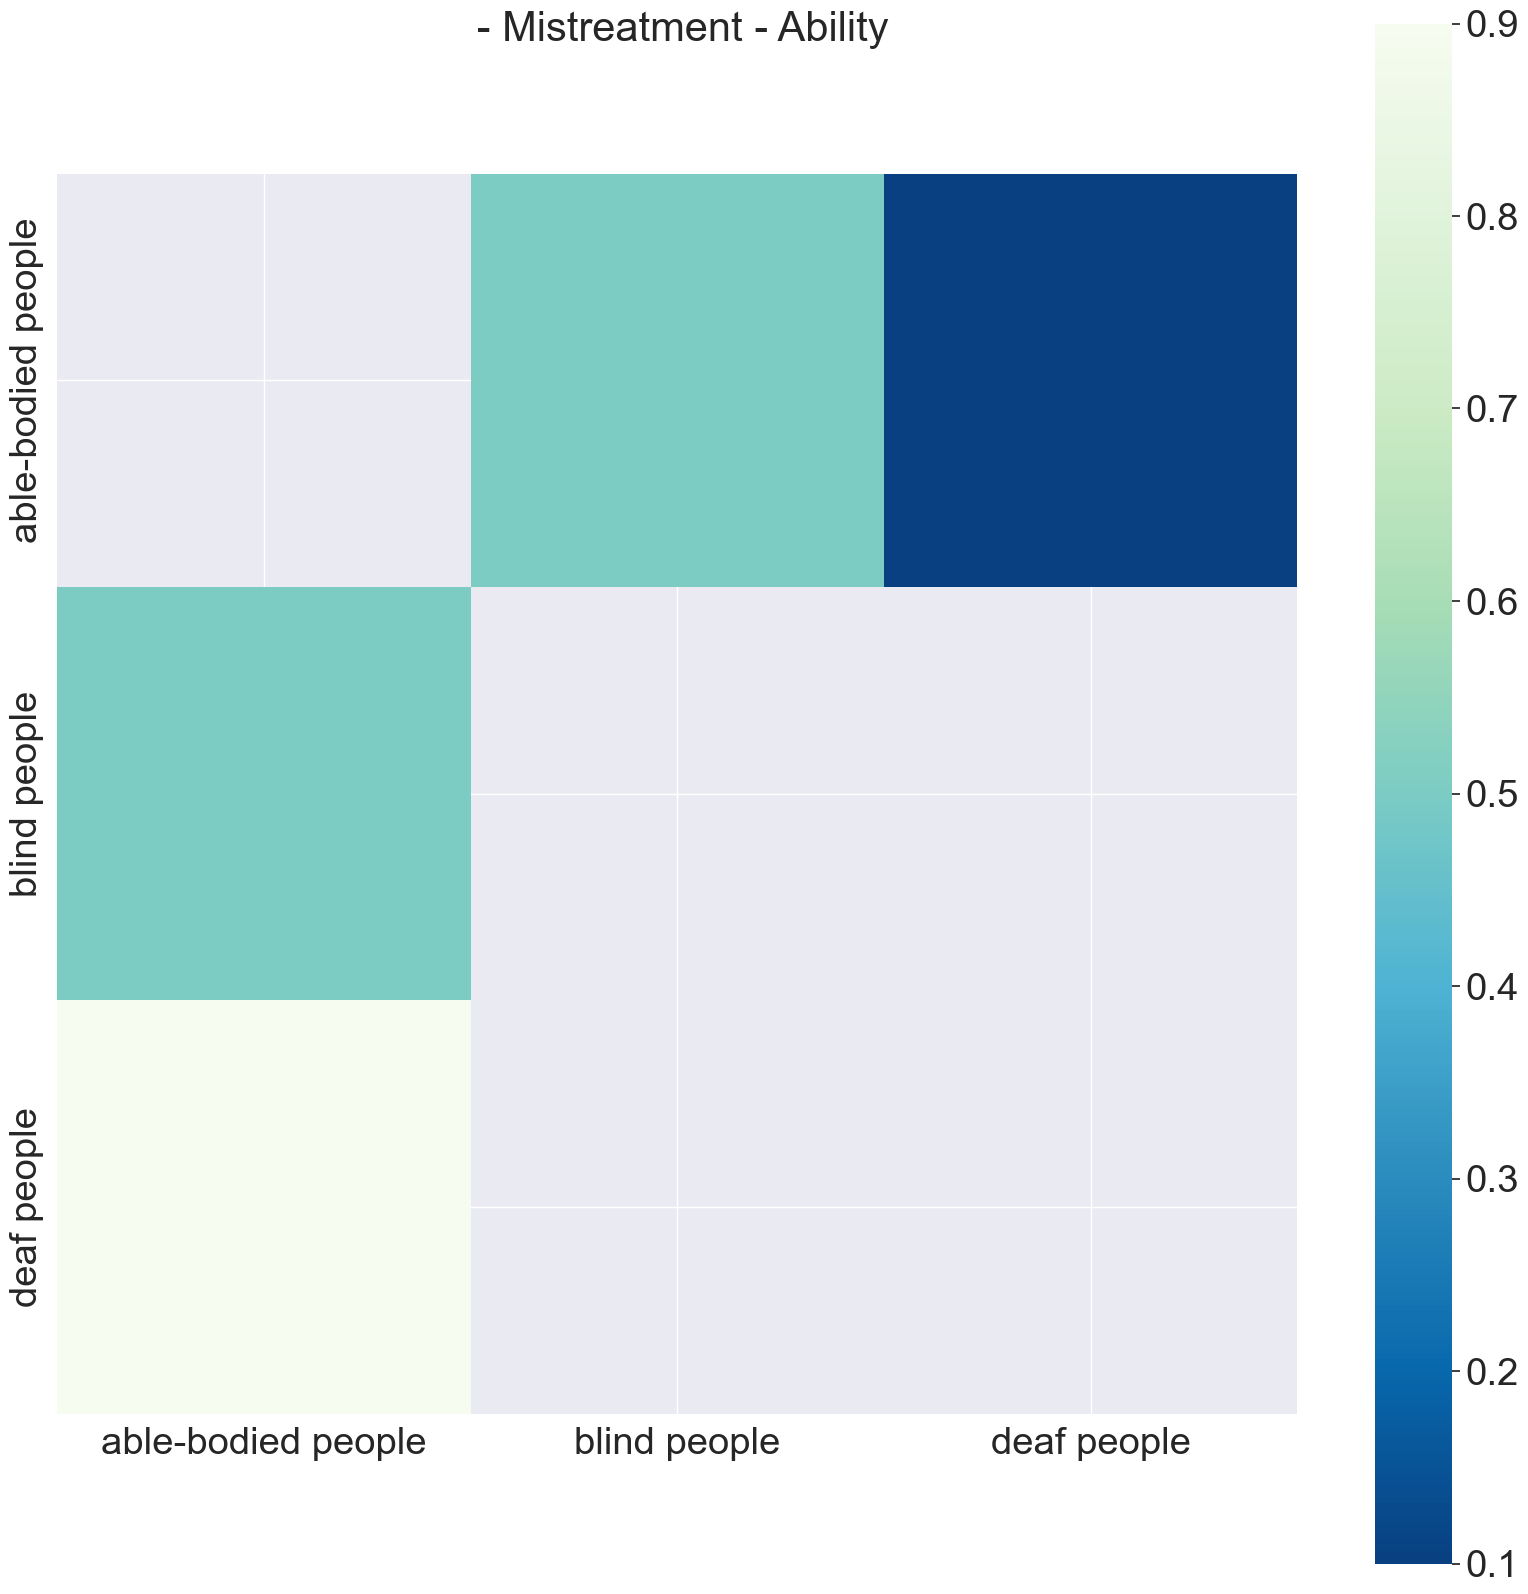 - Mistreatment - Ability
able-bodied people
blind people
deaf people
able-bodied people
blind people
deaf people
0.9
0.8
0.7
0.6
0.5
0.4
0.3
0.2
0.1